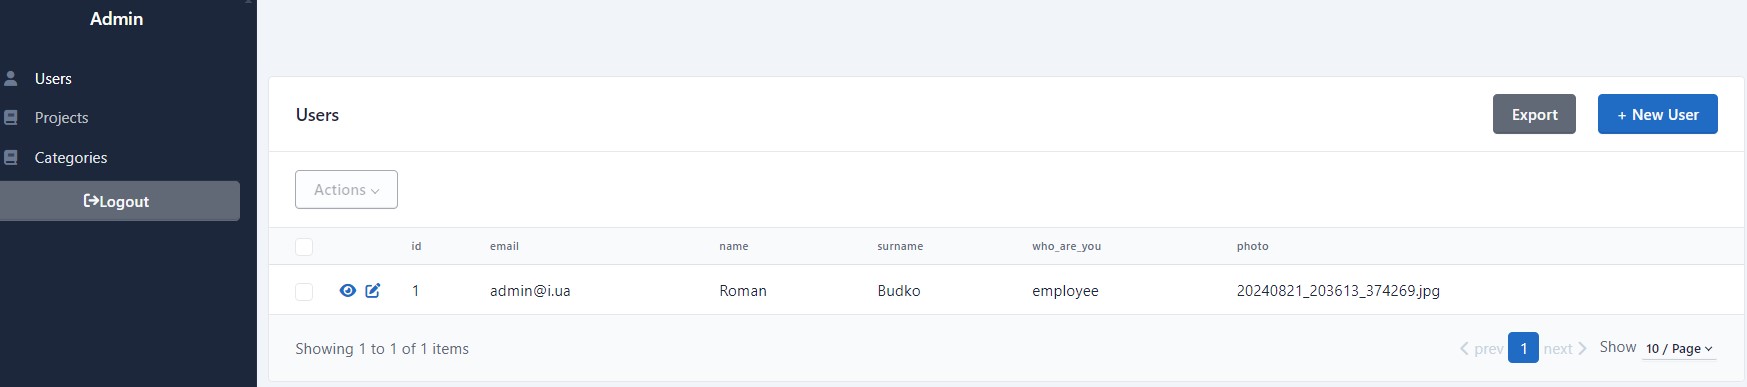 Admin
Users
Projects
Categories
Logout
Users
Export
+ New User
Actions
id email name surname who_are_you photo
1 admin@i.ua Roman Budko employee 20240821_203613_374269.jpg
Showing 1 to 1 of 1 items
prev 1 next Show 10 / Page